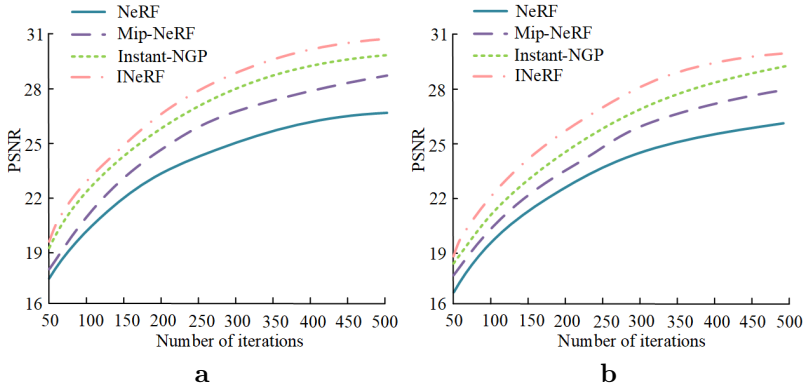 NeRF
Mip-NeRF
Instant-NGP
INeRF
PSNR
31
28
25
22
19
16
50 100 150 200 250 300 350 400 450 500
Number of iterations
a
NeRF
Mip-NeRF
Instant-NGP
INeRF
PSNR
31
28
25
22
19
16
50 100 150 200 250 300 350 400 450 500
Number of iterations
b